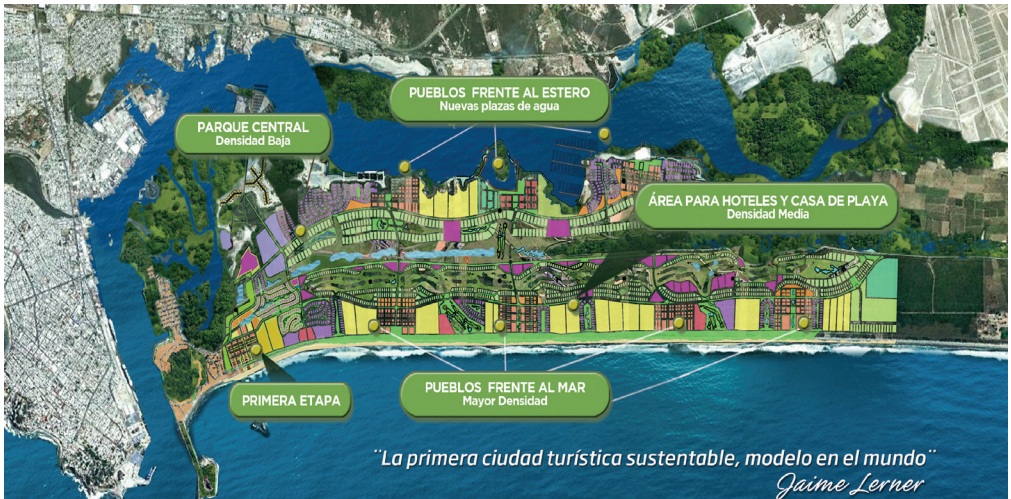 PUEBLOS FRENTE AL ESTERO
Nuevas plazas de agua
PARQUE CENTRAL
Densidad Baja
ÁREA PARA HOTELES Y CASA DE PLAYA
Densidad Media
PUEBLOS FRENTE AL MAR
Mayor Densidad
PRIMERA ETAPA
¨La primera ciudad turística sustentable, modelo en el mundo¨
Jaime Lerner